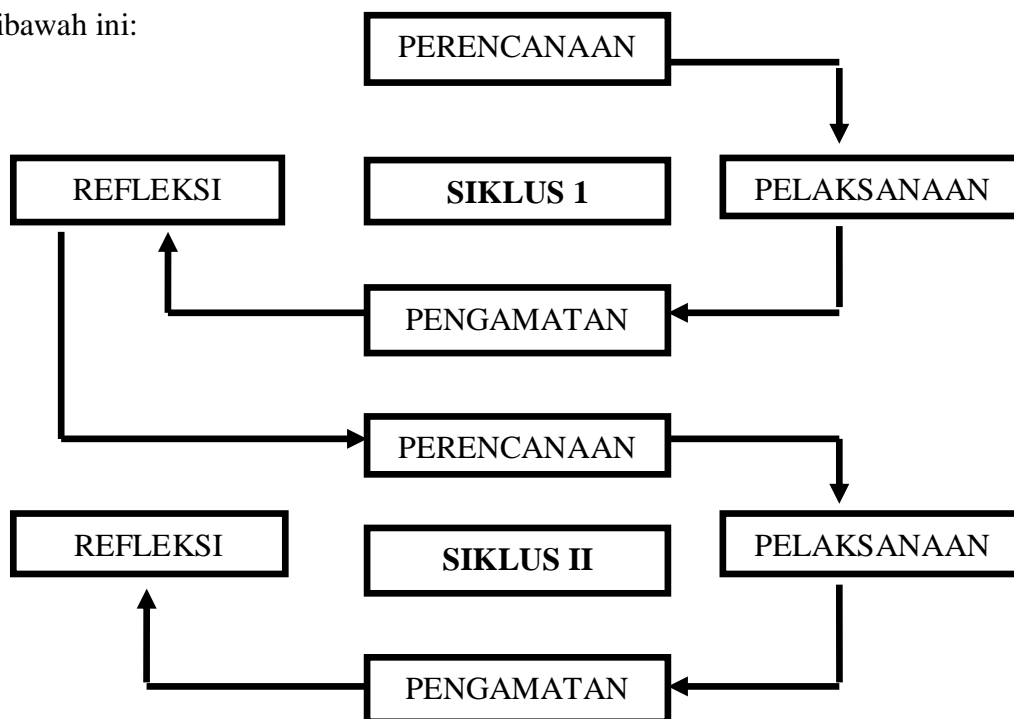 ibawah ini:
PERENCANAAN
REFLEKSI
SIKLUS 1
PELAKSANAAN
PENGAMATAN
PERENCANAAN
REFLEKSI
SIKLUS II
PELAKSANAAN
PENGAMATAN